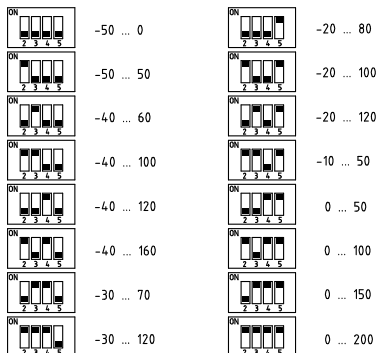 ON
2 3 4 5
-50 ... 0
ON
2 3 4 5
-50 ... 50
ON
2 3 4 5
-40 ... 60
ON
2 3 4 5
-40 ... 100
ON
2 3 4 5
-40 ... 120
ON
2 3 4 5
-40 ... 160
ON
2 3 4 5
-30 ... 70
ON
2 3 4 5
-30 ... 120
ON
2 3 4 5
-20 ... 80
ON
2 3 4 5
-20 ... 100
ON
2 3 4 5
-20 ... 120
ON
2 3 4 5
-10 ... 50
ON
2 3 4 5
0 ... 50
ON
2 3 4 5
0 ... 100
ON
2 3 4 5
0 ... 150
ON
2 3 4 5
0 ... 200